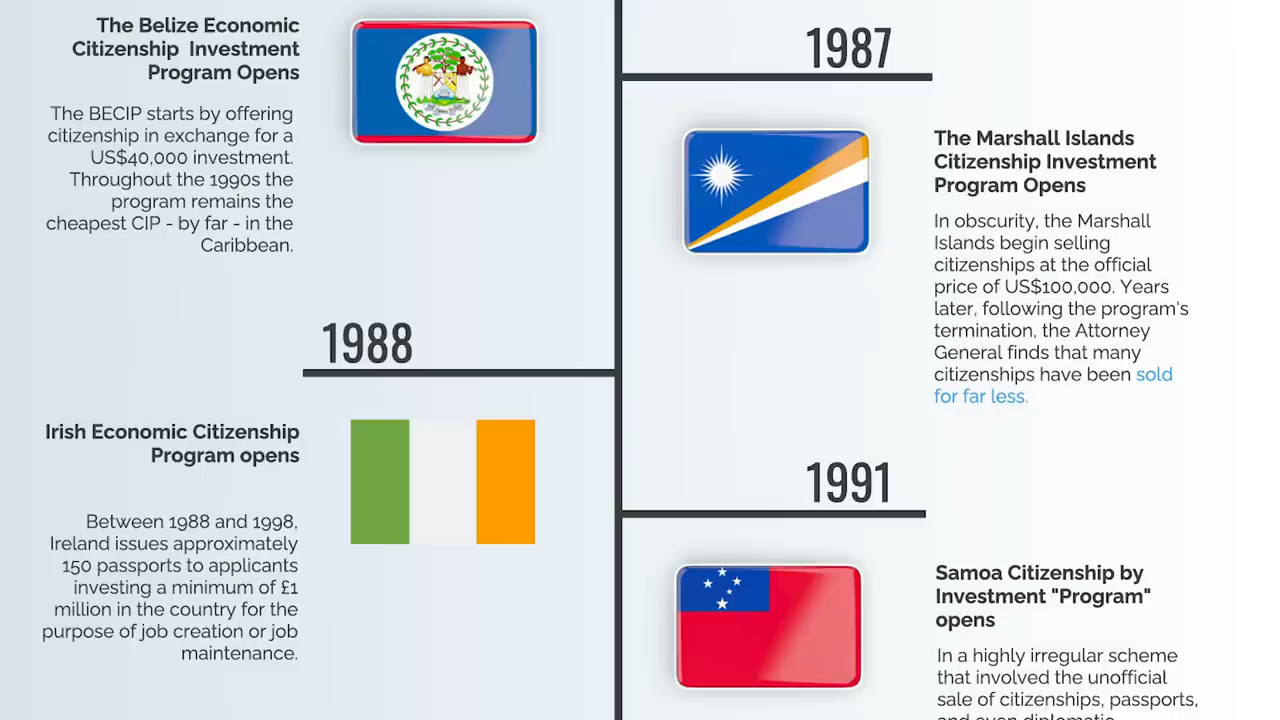 The Belize Economic
Citizenship Investment
Program Opens
The BECIP starts by offering
citizenship in exchange for a
US$40,000 investment.
Throughout the 1990s the
program remains the
cheapest CIP - by far - in the
Caribbean.
1987
The Marshall Islands
Citizenship Investment
Program Opens
In obscurity, the Marshall
Islands begin selling
citizenships at the official
price of US$100,000. Years
later, following the program's
termination, the Attorney
General finds that many
citizenships have been sold
for far less.
1988
Irish Economic Citizenship
Program opens
Between 1988 and 1998,
Ireland issues approximately
150 passports to applicants
investing a minimum of £1
million in the country for the
purpose of job creation or job
maintenance.
1991
Samoa Citizenship by
Investment "Program"
opens
In a highly irregular scheme
that involved the unofficial
sale of citizenships, passports,
and even diplomatic